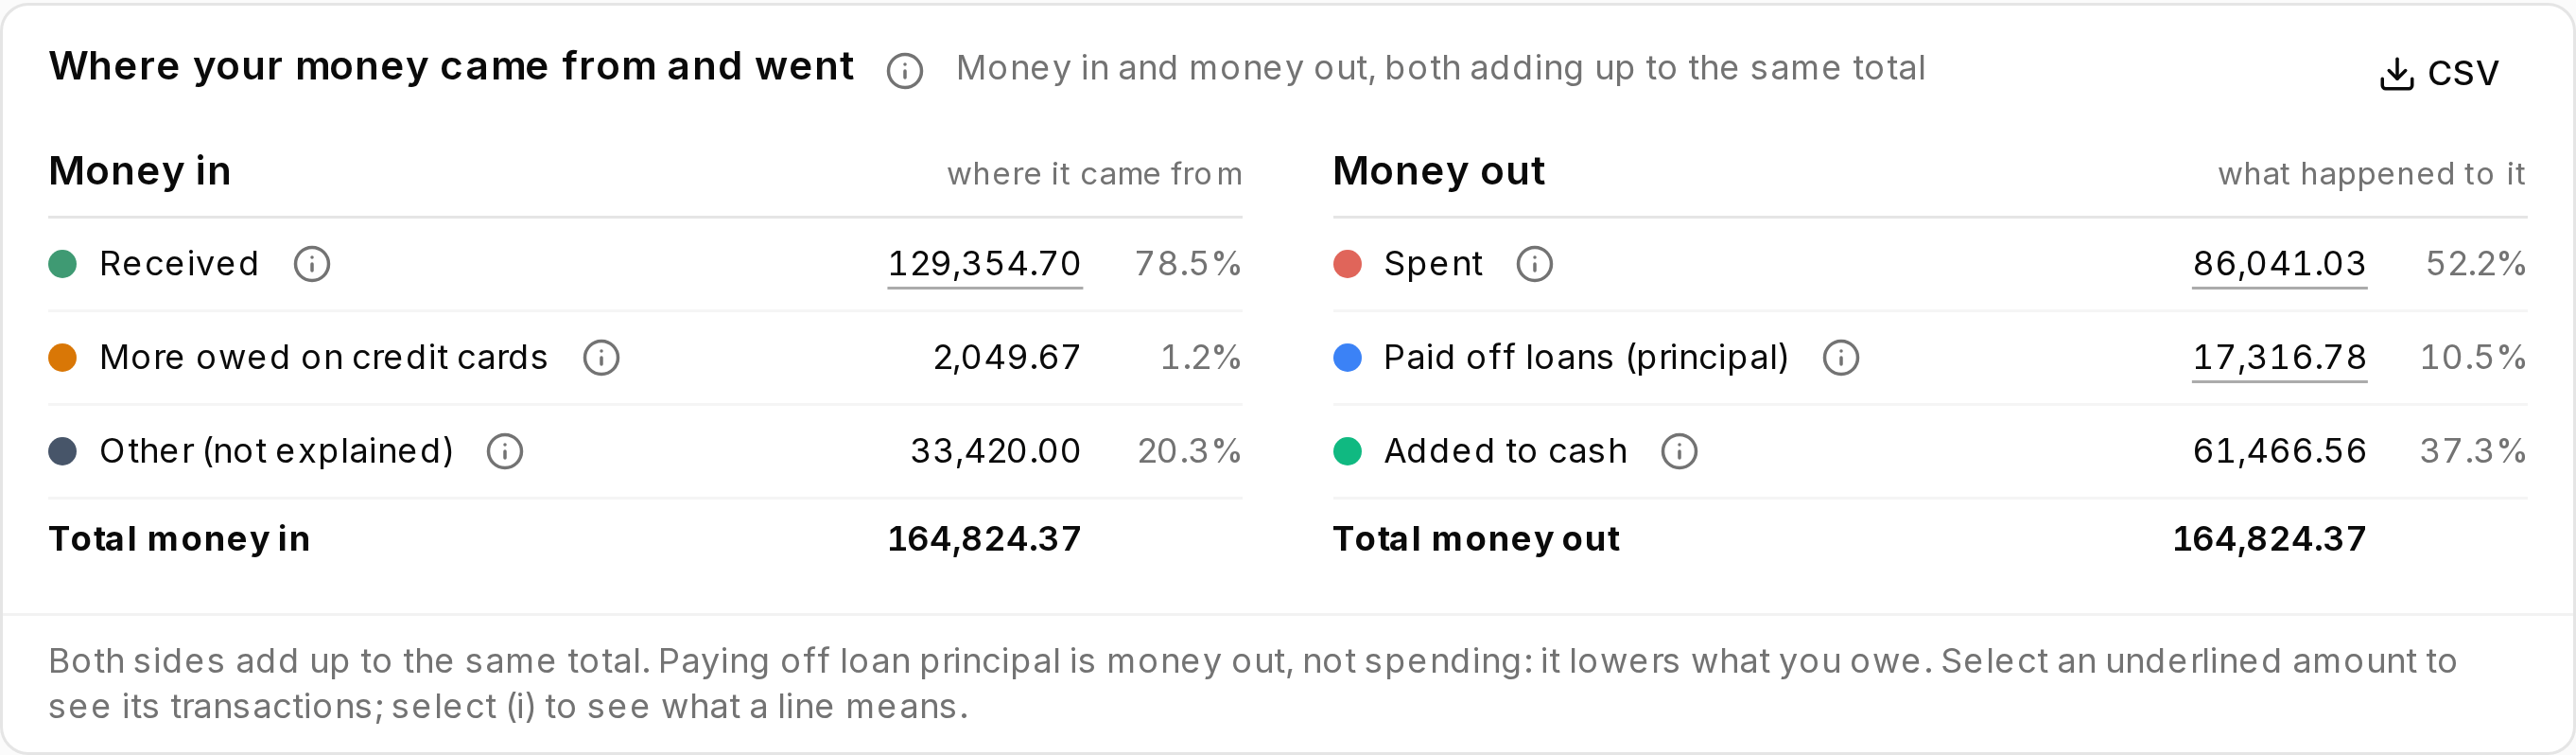 Where your money came from and went Money in and money out, both adding up to the same total CSV
Money in where it came from
Received 129,354.70 78.5%
More owed on credit cards 2,049.67 1.2%
Other (not explained) 33,420.00 20.3%
Total money in 164,824.37
Money out what happened to it
Spent 86,041.03 52.2%
Paid off loans (principal) 17,316.78 10.5%
Added to cash 61,466.56 37.3%
Total money out 164,824.37
Both sides add up to the same total. Paying off loan principal is money out, not spending: it lowers what you owe. Select an underlined amount to
see its transactions; select (i) to see what a line means.